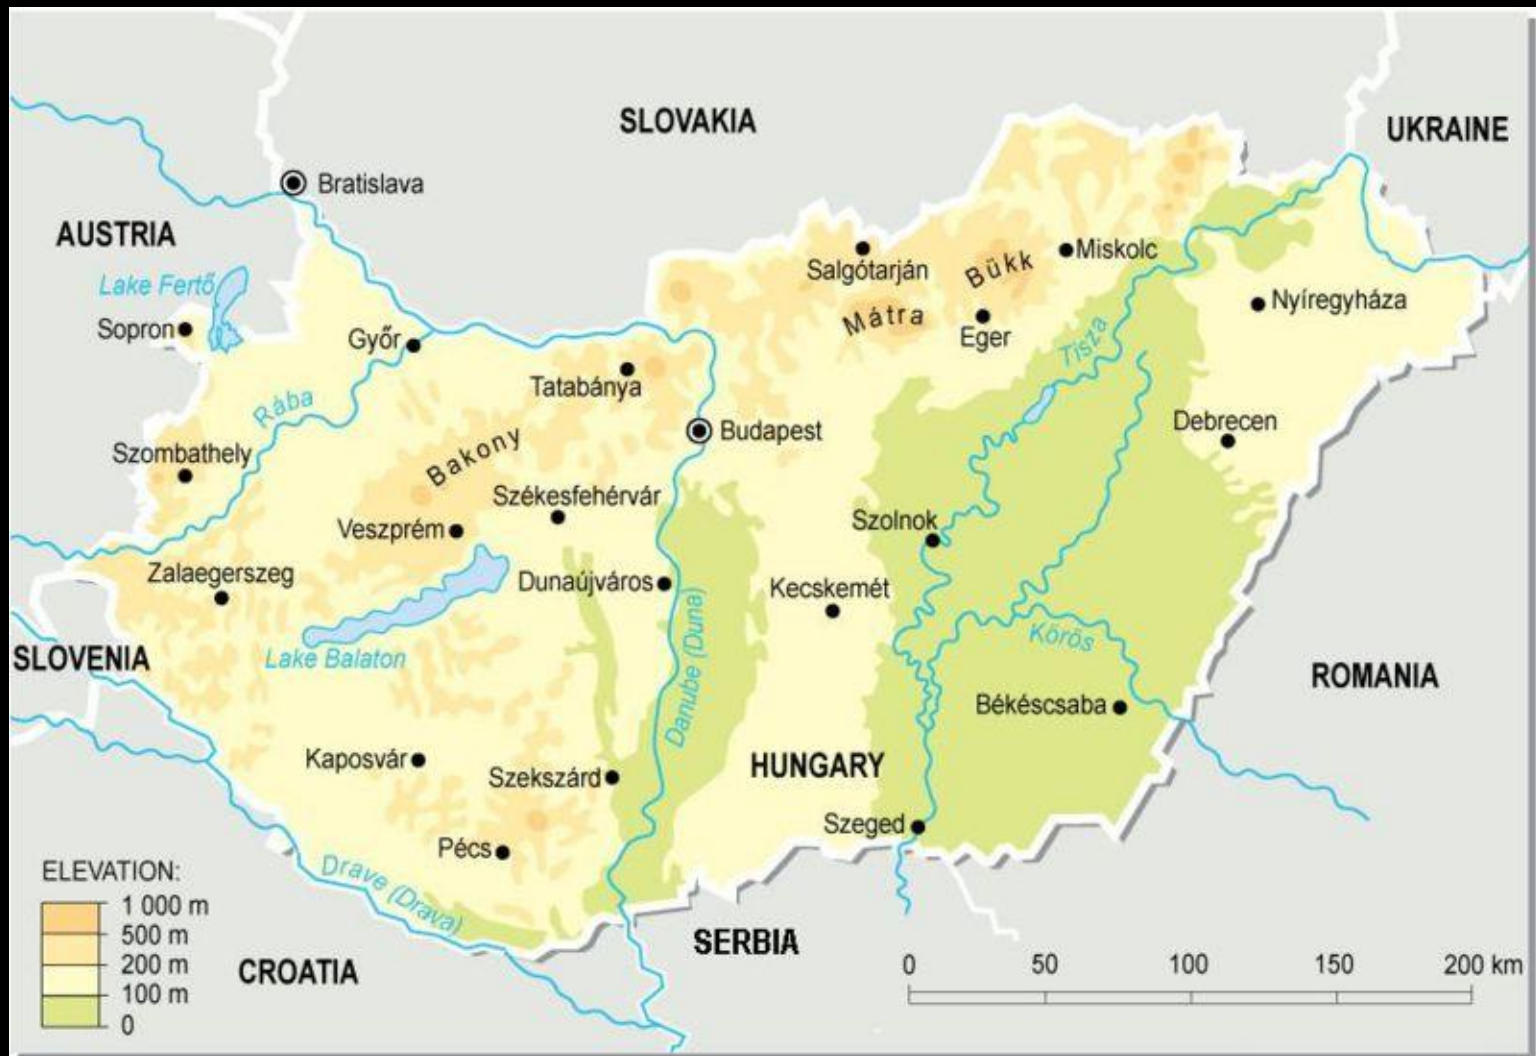 SLOVAKIA
UKRAINE
Bratislava
AUSTRIA
Lake Fertő
Sopron
Győr
Salgótarján
Bükk
Miskolc
Mátra
Eger
Nyíregyháza
Tisza
Tatabánya
Rába
Budapest
Debrecen
Szombathely
Bakony
Székesfehérvár
Veszprém
Szolnok
Zalaegerszeg
Dunaújváros
Kecskemét
Lake Balaton
SLOVENIA
Danube (Duna)
Körös
ROMANIA
Békéscsaba
Kaposvár
Szekszárd
HUNGARY
Szeged
Pécs
Drave (Drava)
SERBIA
CROATIA
ELEVATION:
1 000 m
500 m
200 m
100 m
0
0 50 100 150 200 km